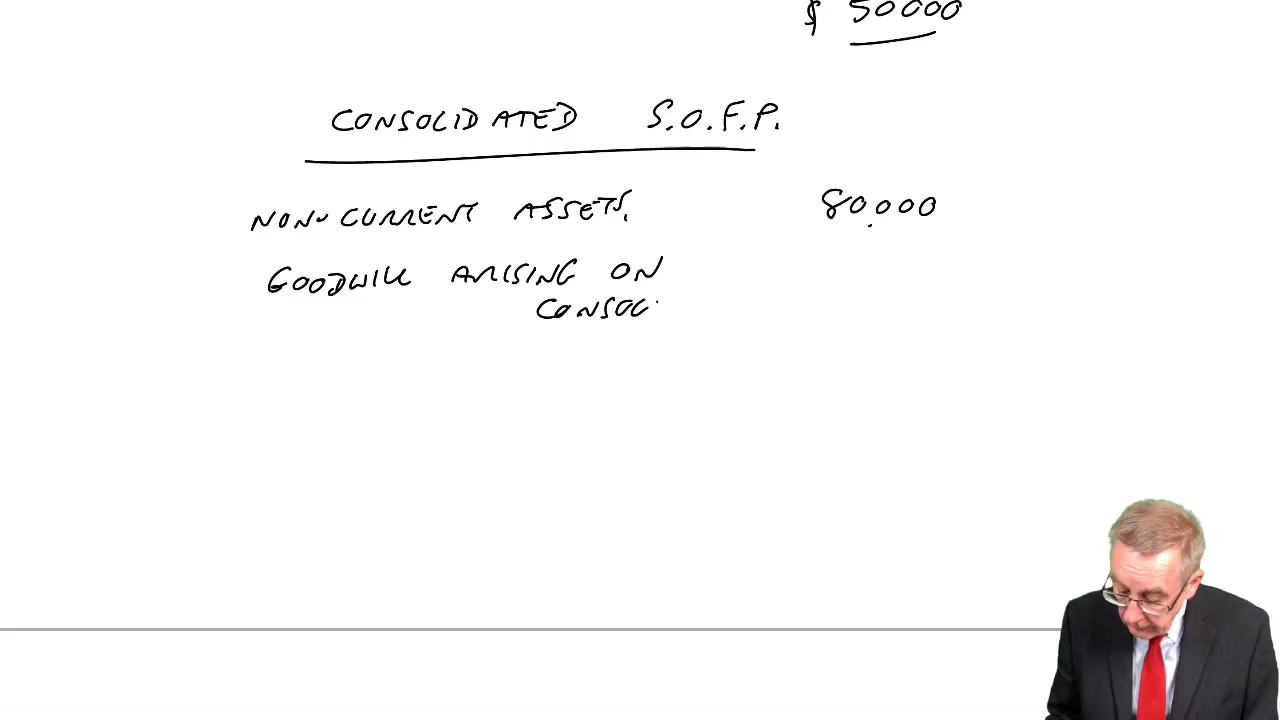 $ 50000
CONSOLIDATED S.O.F.P.
NON-CURRENT ASSETS. 80,000
GOODWILL ARISING ON
CONSOL